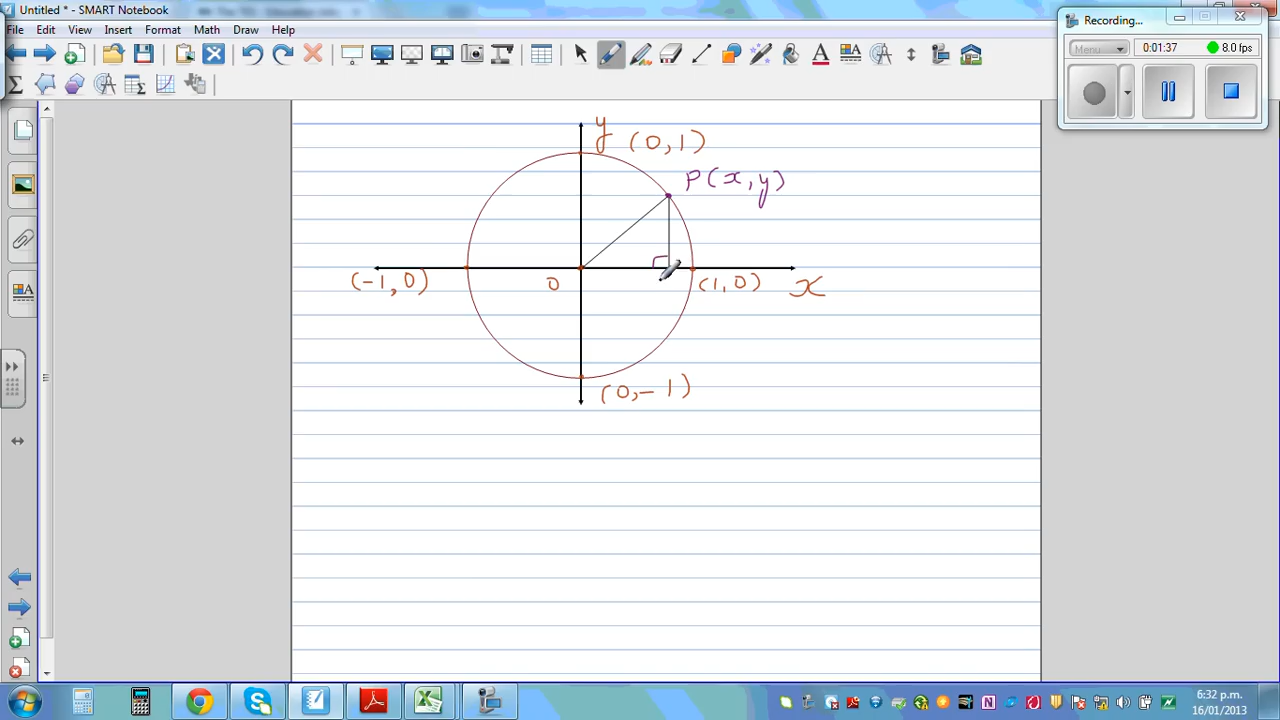 Untitled * - SMART Notebook
File Edit View Insert Format Math Draw Help
Recording...
Menu 0:01:37 8.0 fps
y (0,1)
P(x,y)
(-1,0) 0 (1,0) x
(0,-1)
6:32 p.m.
16/01/2013